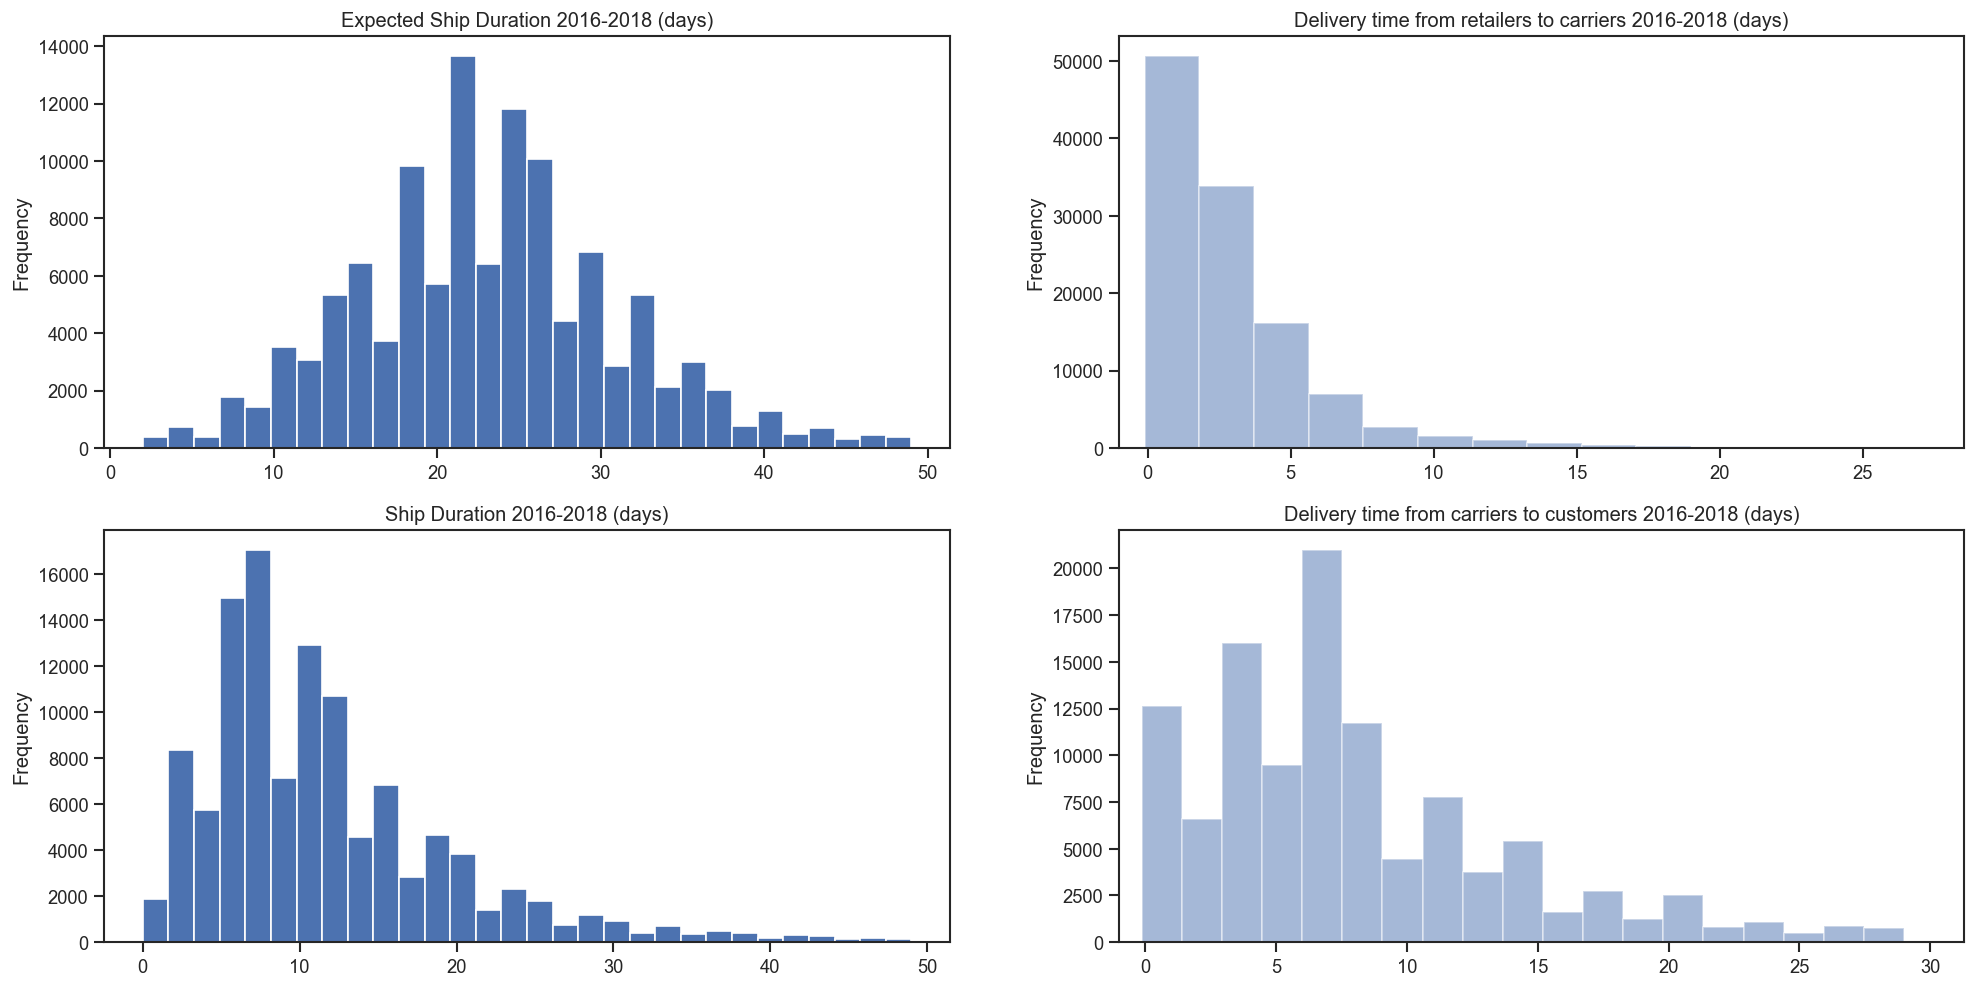 Expected Ship Duration 2016-2018 (days)
Frequency
14000
12000
10000
8000
6000
4000
2000
0
0 10 20 30 40 50
Delivery time from retailers to carriers 2016-2018 (days)
Frequency
50000
40000
30000
20000
10000
0
0 5 10 15 20 25
Ship Duration 2016-2018 (days)
Frequency
16000
14000
12000
10000
8000
6000
4000
2000
0
0 10 20 30 40 50
Delivery time from carriers to customers 2016-2018 (days)
Frequency
20000
17500
15000
12500
10000
7500
5000
2500
0
0 5 10 15 20 25 30